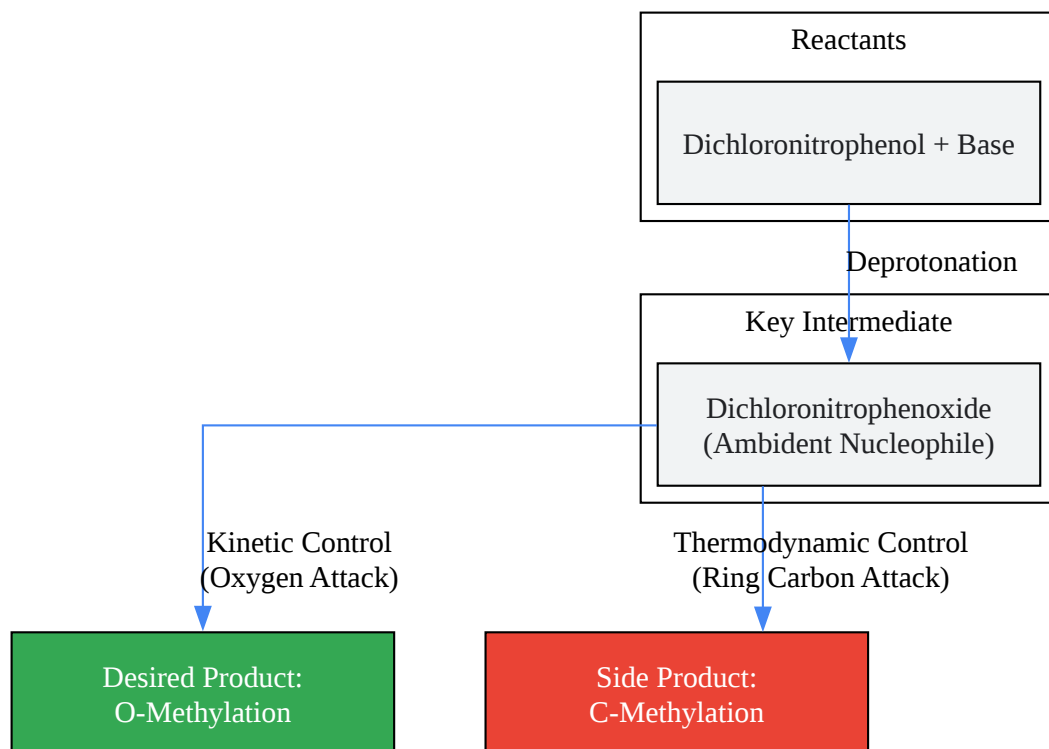 Reactants
Dichloronitrophenol + Base
Deprotonation
Key Intermediate
Dichloronitrophenoxide
(Ambident Nucleophile)
Kinetic Control
(Oxygen Attack)
Thermodynamic Control
(Ring Carbon Attack)
Desired Product:
O-Methylation
Side Product:
C-Methylation